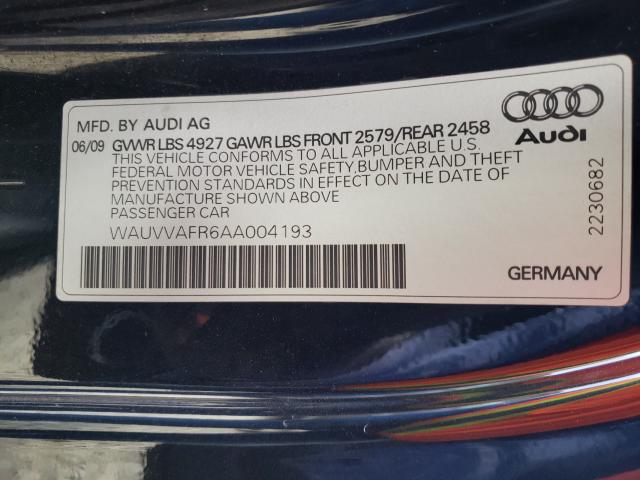 MFD. BY AUDI AG
06/09 GVWR LBS 4927 GAWR LBS FRONT 2579/REAR 2458
THIS VEHICLE CONFORMS TO ALL APPLICABLE U.S.
FEDERAL MOTOR VEHICLE SAFETY,BUMPER AND THEFT
PREVENTION STANDARDS IN EFFECT ON THE DATE OF
MANUFACTURE SHOWN ABOVE
PASSENGER CAR
WAUVVAFR6AA004193
Audi
2230682
GERMANY